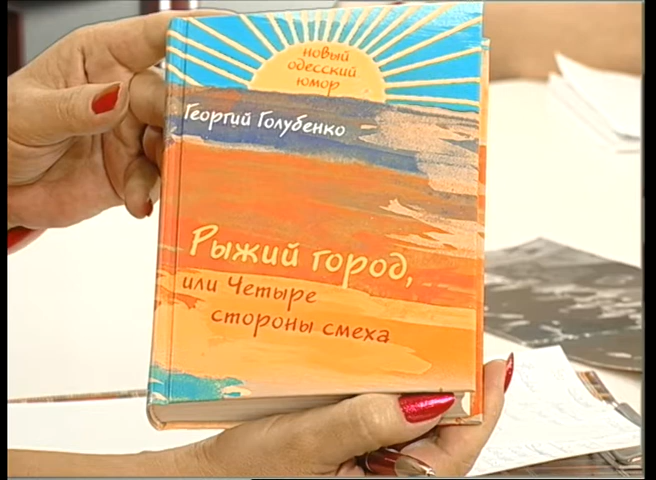 новый
одесский
юмор
Георгий Голубенко
Рыжий город,
или Четыре
стороны смеха